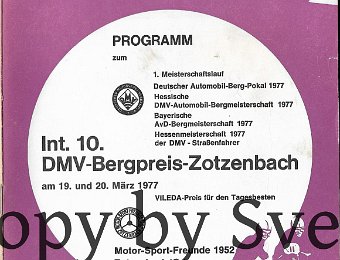 PROGRAMM
zum
1. Meisterschaftslauf
Deutscher Automobil-Berg-Pokal 1977
Hessische
DMV-Automobil-Bergmeisterschaft 1977
Bayerische
AvD-Bergmeisterschaft 1977
Hessenmeisterschaft 1977
der DMV - Straßenfahrer
Int. 10.
DMV-Bergpreis-Zotzenbach
am 19. und 20. März 1977
VILEDA-Preis für den Tagesbesten
opy by Sve
Motor-Sport-Freunde 1952